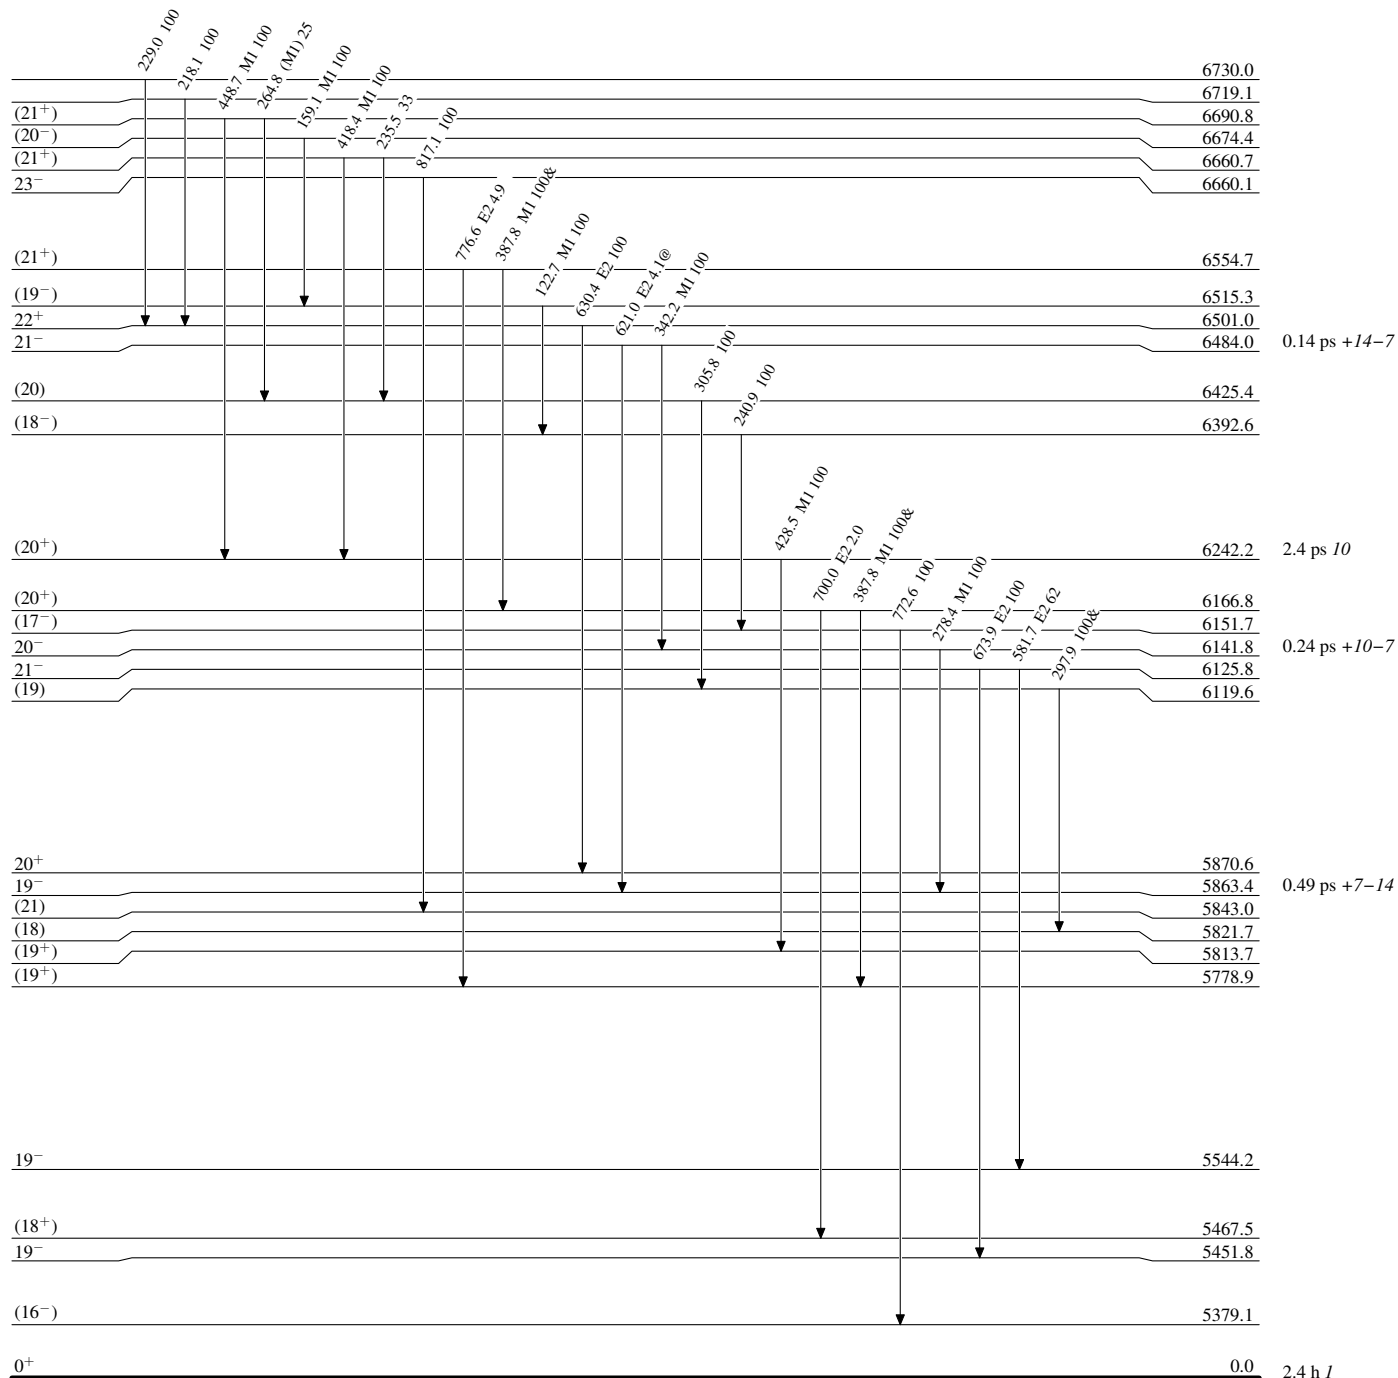 229.0 100
218.1 100
448.7 M1 100
264.8 (M1) 25
159.1 M1 100
418.4 M1 100
235.5 33
817.1 100
776.6 E2 4.9
387.8 M1 100&
122.7 M1 100
630.4 E2 100
621.0 E2 4.1@
342.2 M1 100
305.8 100
240.9 100
428.5 M1 100
700.0 E2 2.0
387.8 M1 100&
772.6 100
278.4 M1 100
673.9 E2 100
581.7 E2 62
297.9 100&
6730.0
6719.1
(21⁺) 6690.8
(20⁻) 6674.4
(21⁺) 6660.7
23⁻ 6660.1
(21⁺) 6554.7
(19⁻) 6515.3
22⁺ 6501.0
21⁻ 6484.0 0.14 ps +14−7
(20) 6425.4
(18⁻) 6392.6
(20⁺) 6242.2 2.4 ps 10
(20⁺) 6166.8
(17⁻) 6151.7
20⁻ 6141.8 0.24 ps +10−7
21⁻ 6125.8
(19) 6119.6
20⁺ 5870.6
19⁻ 5863.4 0.49 ps +7−14
(21) 5843.0
(18) 5821.7
(19⁺) 5813.7
(19⁺) 5778.9
19⁻ 5544.2
(18⁺) 5467.5
19⁻ 5451.8
(16⁻) 5379.1
0⁺ 0.0 2.4 h 1